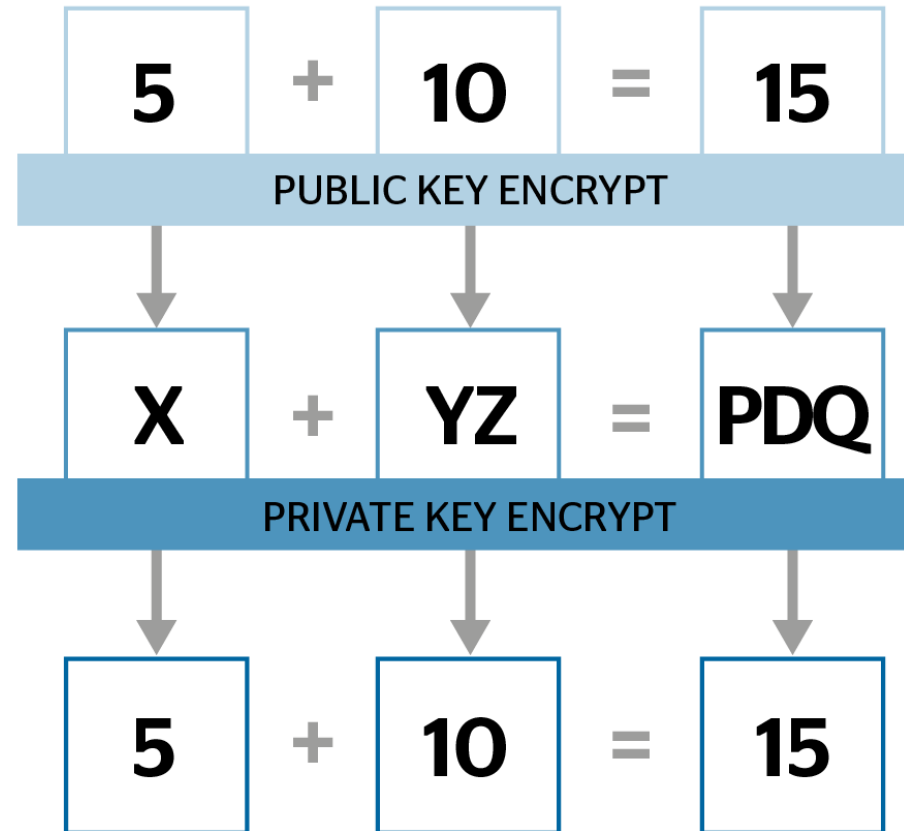 5 + 10 = 15
PUBLIC KEY ENCRYPT
X + YZ = PDQ
PRIVATE KEY ENCRYPT
5 + 10 = 15